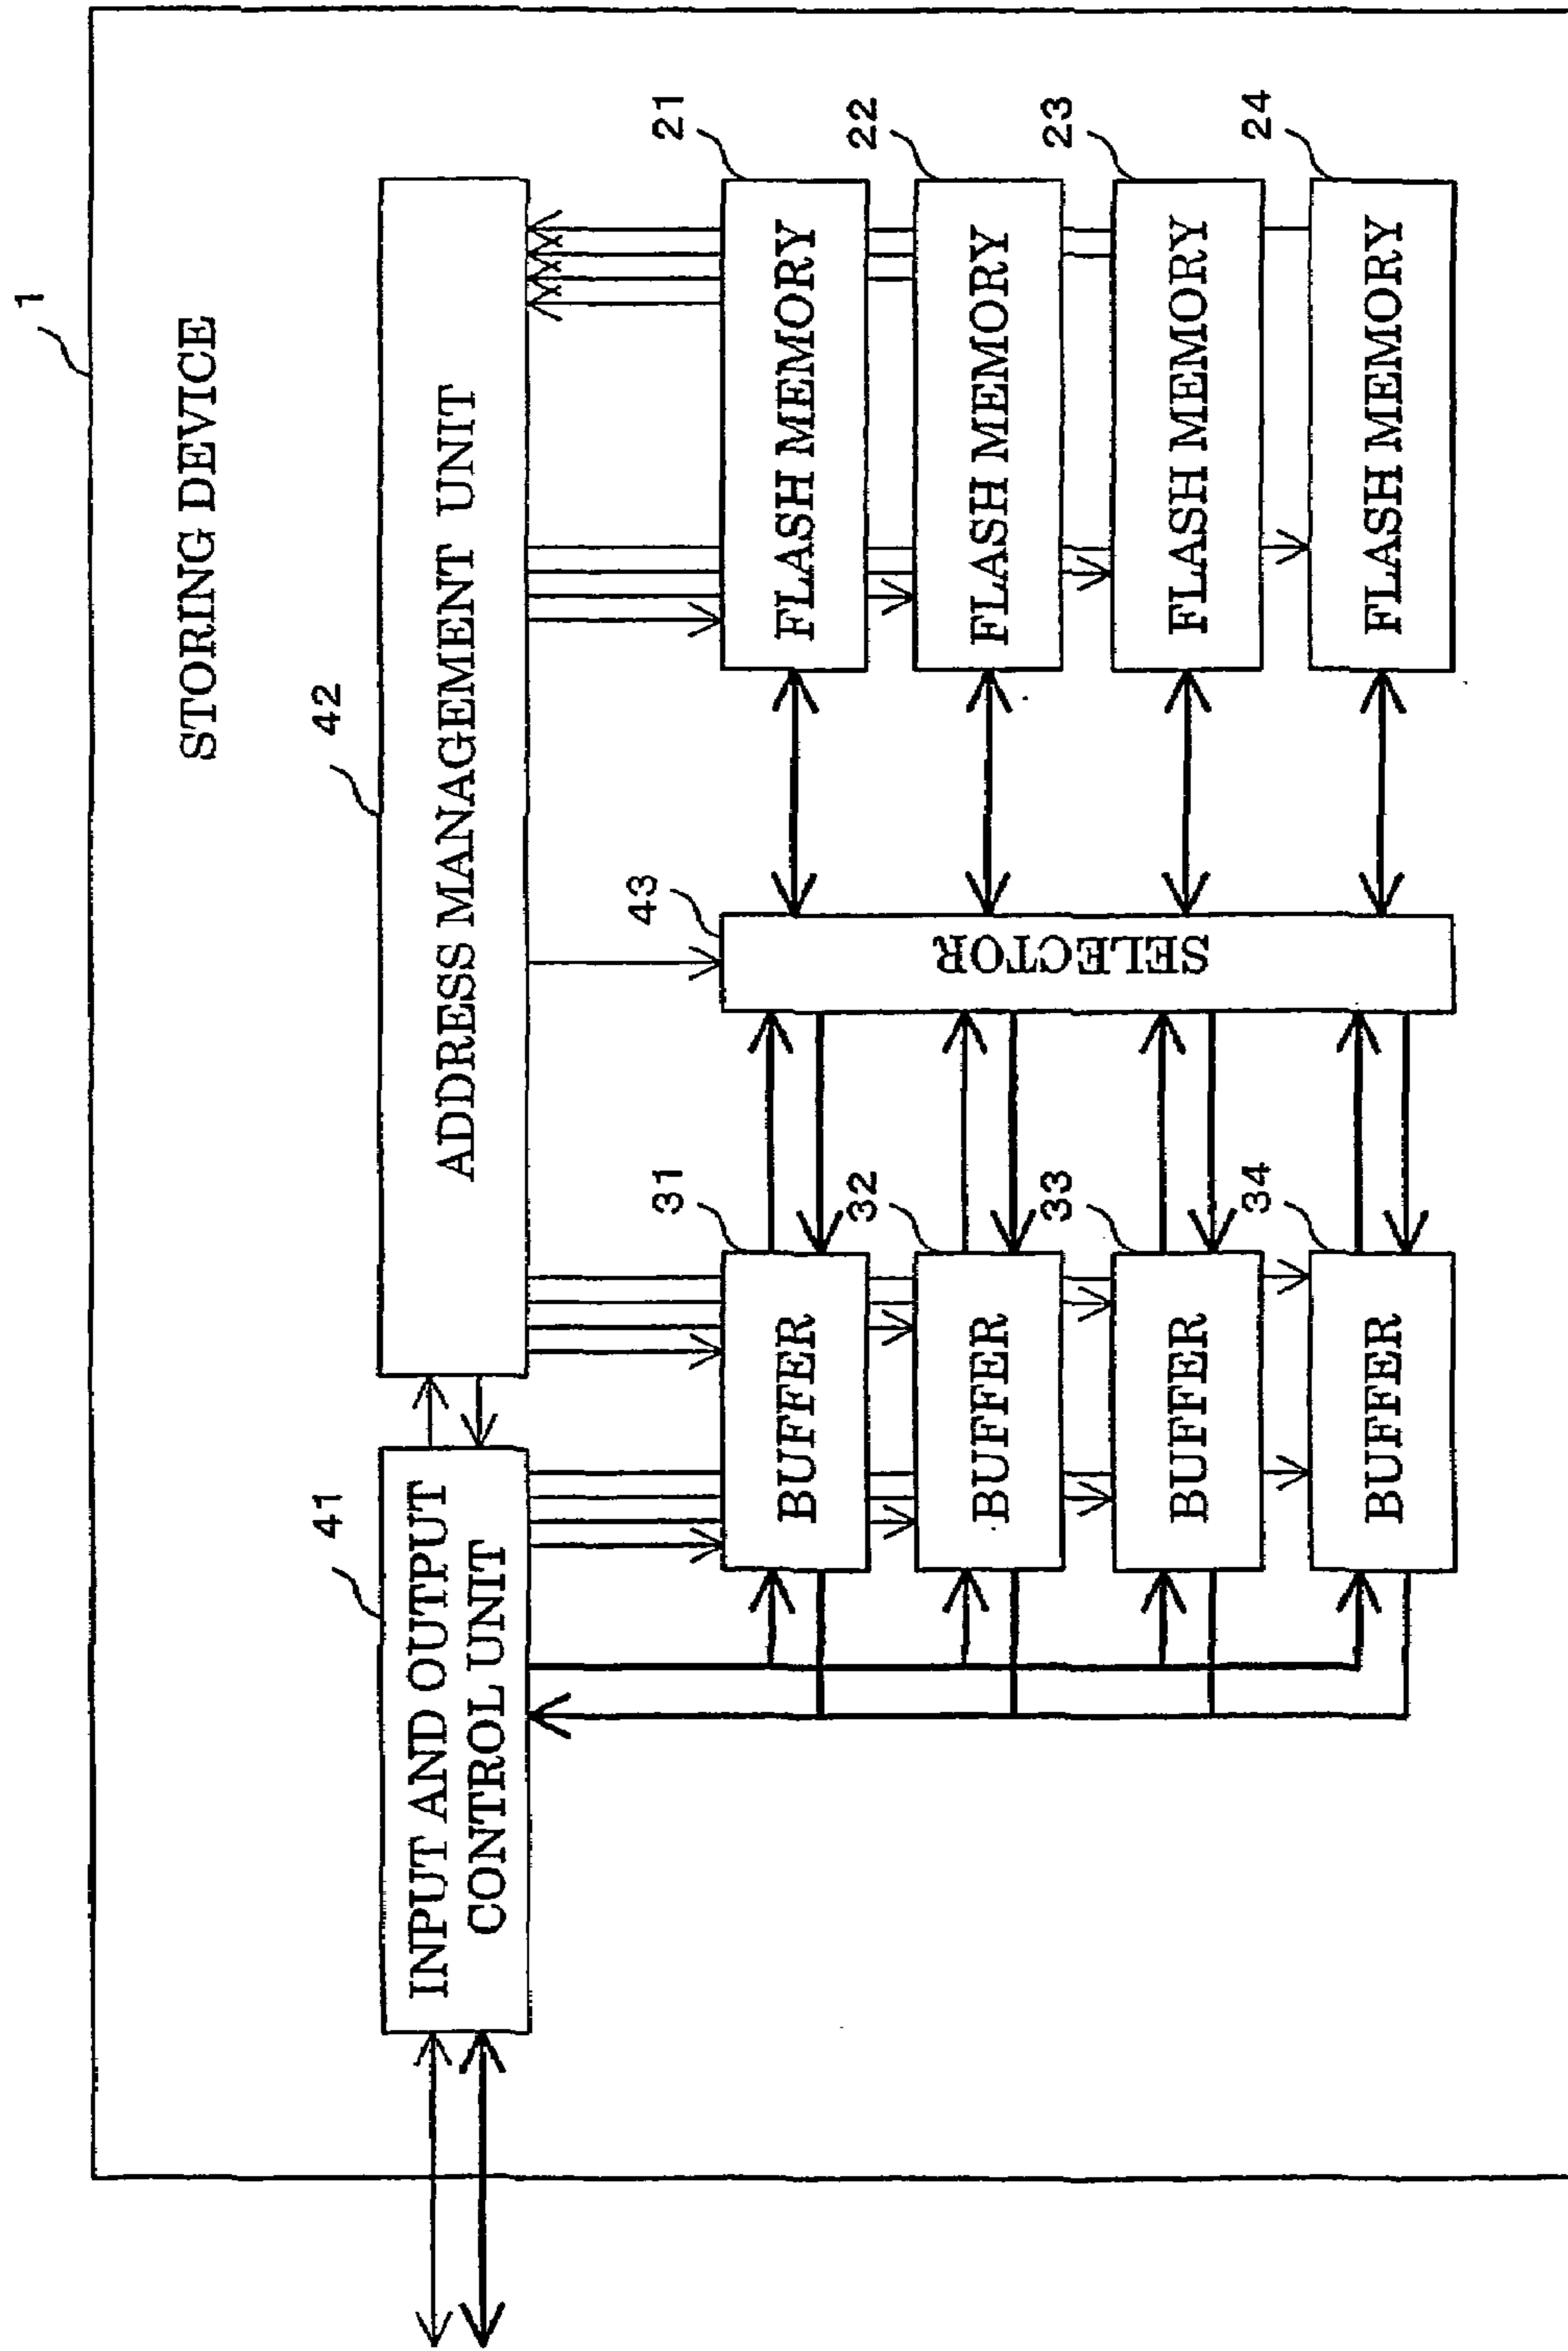 1
STORING DEVICE
41
INPUT AND OUTPUT
CONTROL UNIT
42
ADDRESS MANAGEMENT UNIT
31
BUFFER
32
BUFFER
33
BUFFER
34
BUFFER
43
SELECTOR
21
FLASH MEMORY
22
FLASH MEMORY
23
FLASH MEMORY
24
FLASH MEMORY